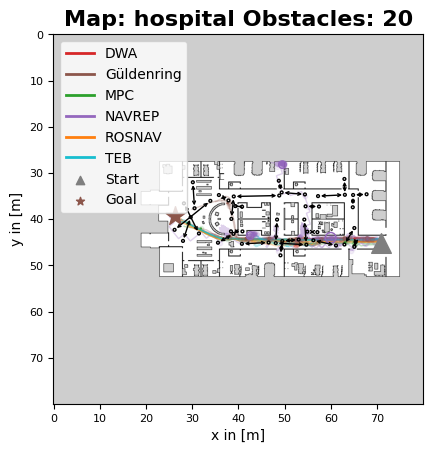 Map: hospital Obstacles: 20
0
10
20
30
40
50
60
70
y in [m]
DWA
Güldenring
MPC
NAVREP
ROSNAV
TEB
Start
Goal
0
10
20
30
40
50
60
70
x in [m]